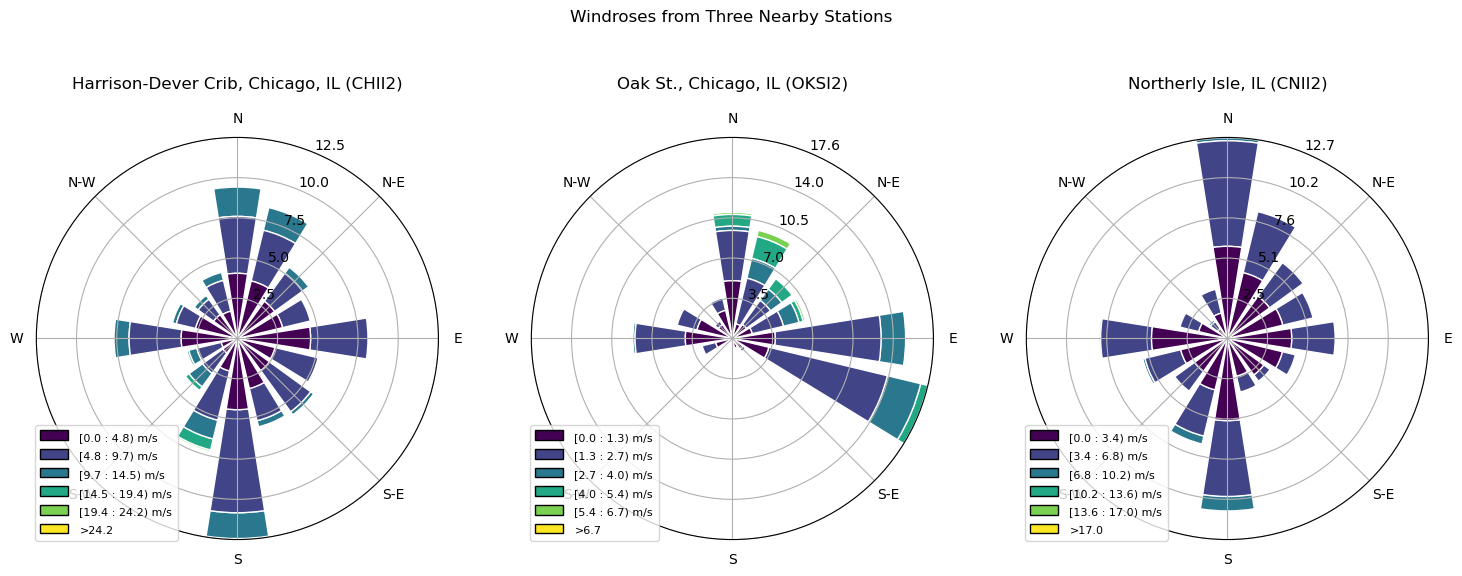 Windroses from Three Nearby Stations
Harrison-Dever Crib, Chicago, IL (CHII2)
N
N-E
E
S-E
S
W
N-W
2.5
5.0
7.5
10.0
12.5
[0.0 : 4.8) m/s
[4.8 : 9.7) m/s
[9.7 : 14.5) m/s
[14.5 : 19.4) m/s
[19.4 : 24.2) m/s
>24.2
Oak St., Chicago, IL (OKSI2)
N
N-E
E
S-E
S
W
N-W
3.5
7.0
10.5
14.0
17.6
[0.0 : 1.3) m/s
[1.3 : 2.7) m/s
[2.7 : 4.0) m/s
[4.0 : 5.4) m/s
[5.4 : 6.7) m/s
>6.7
Northerly Isle, IL (CNII2)
N
N-E
E
S-E
S
W
N-W
2.5
5.1
7.6
10.2
12.7
[0.0 : 3.4) m/s
[3.4 : 6.8) m/s
[6.8 : 10.2) m/s
[10.2 : 13.6) m/s
[13.6 : 17.0) m/s
>17.0